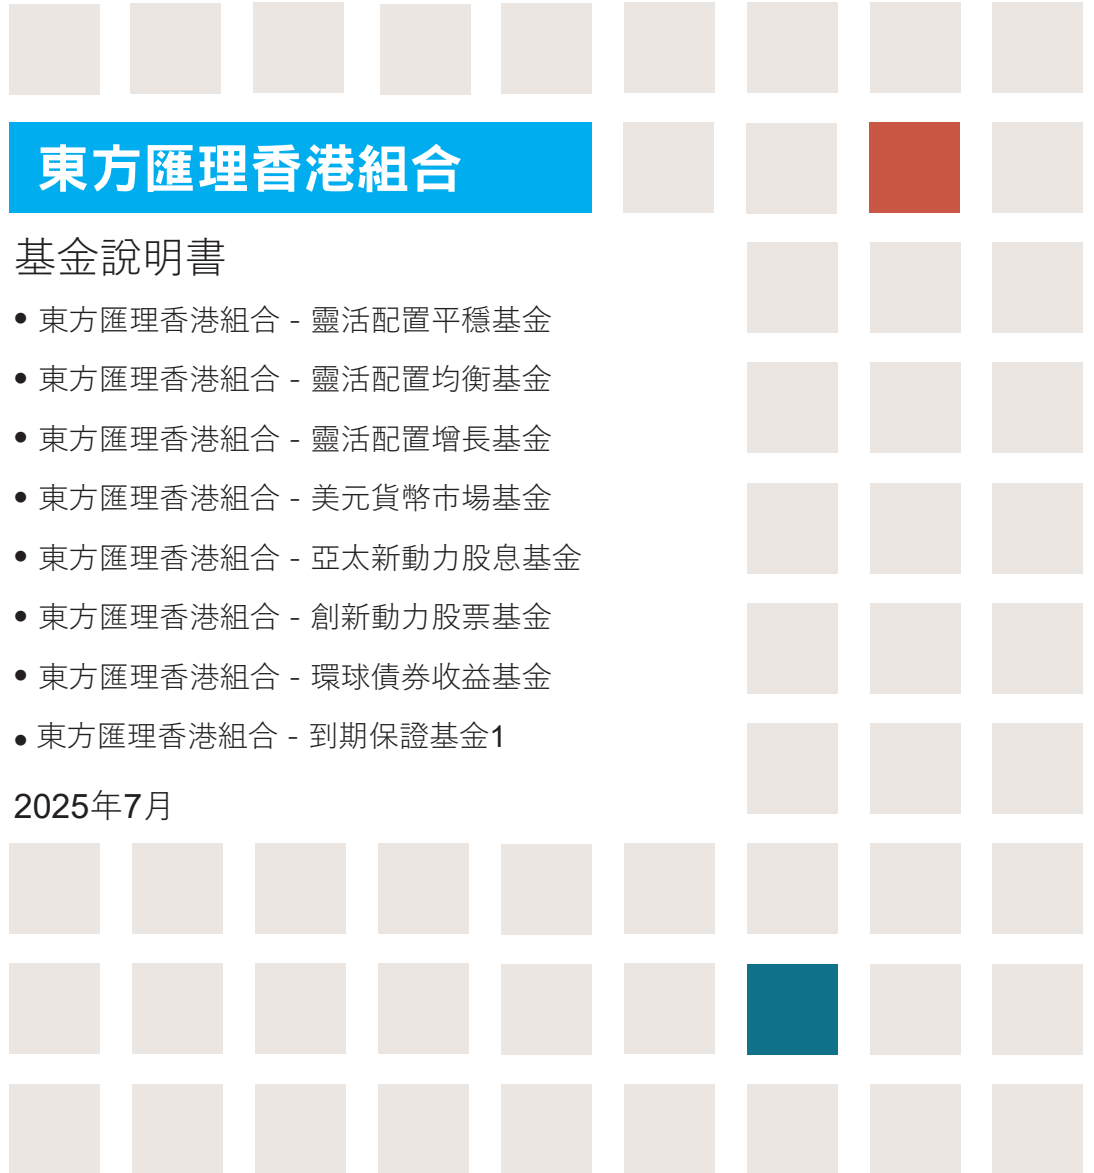 東方匯理香港組合
基金說明書
• 東方匯理香港組合 - 靈活配置平穩基金
• 東方匯理香港組合 - 靈活配置均衡基金
• 東方匯理香港組合 - 靈活配置增長基金
• 東方匯理香港組合 - 美元貨幣市場基金
• 東方匯理香港組合 - 亞太新動力股息基金
• 東方匯理香港組合 - 創新動力股票基金
• 東方匯理香港組合 - 環球債券收益基金
• 東方匯理香港組合 - 到期保證基金1
2025年7月